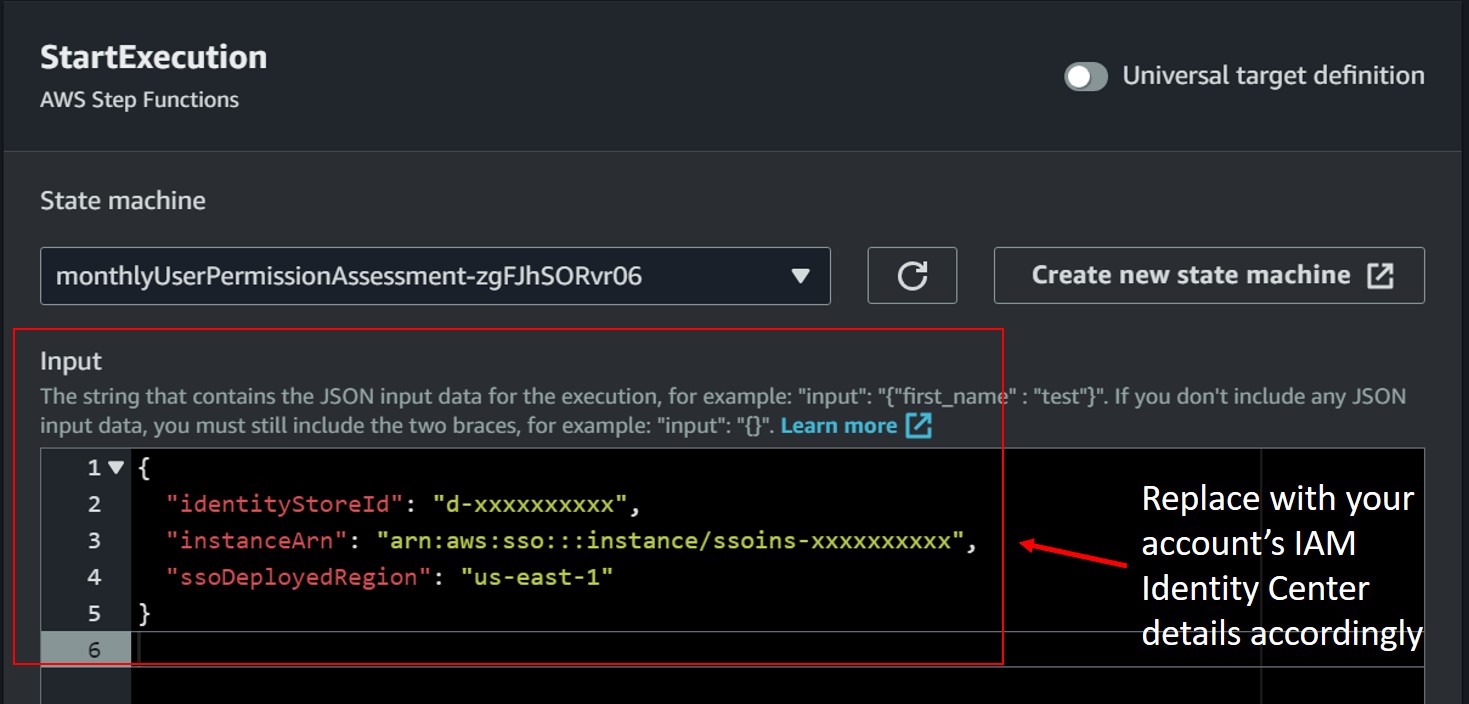 StartExecution
AWS Step Functions
Universal target definition
State machine
monthlyUserPermissionAssessment-zgFJhSORvr06
Create new state machine
Input
The string that contains the JSON input data for the execution, for example: "input": "{"first_name" : "test"}". If you don't include any JSON
input data, you must still include the two braces, for example: "input": "{}". Learn more
1 {
2 "identityStoreId": "d-xxxxxxxxxx",
3 "instanceArn": "arn:aws:sso:::instance/ssoins-xxxxxxxxxx",
4 "ssoDeployedRegion": "us-east-1"
5 }
6
Replace with your
account’s IAM
Identity Center
details accordingly